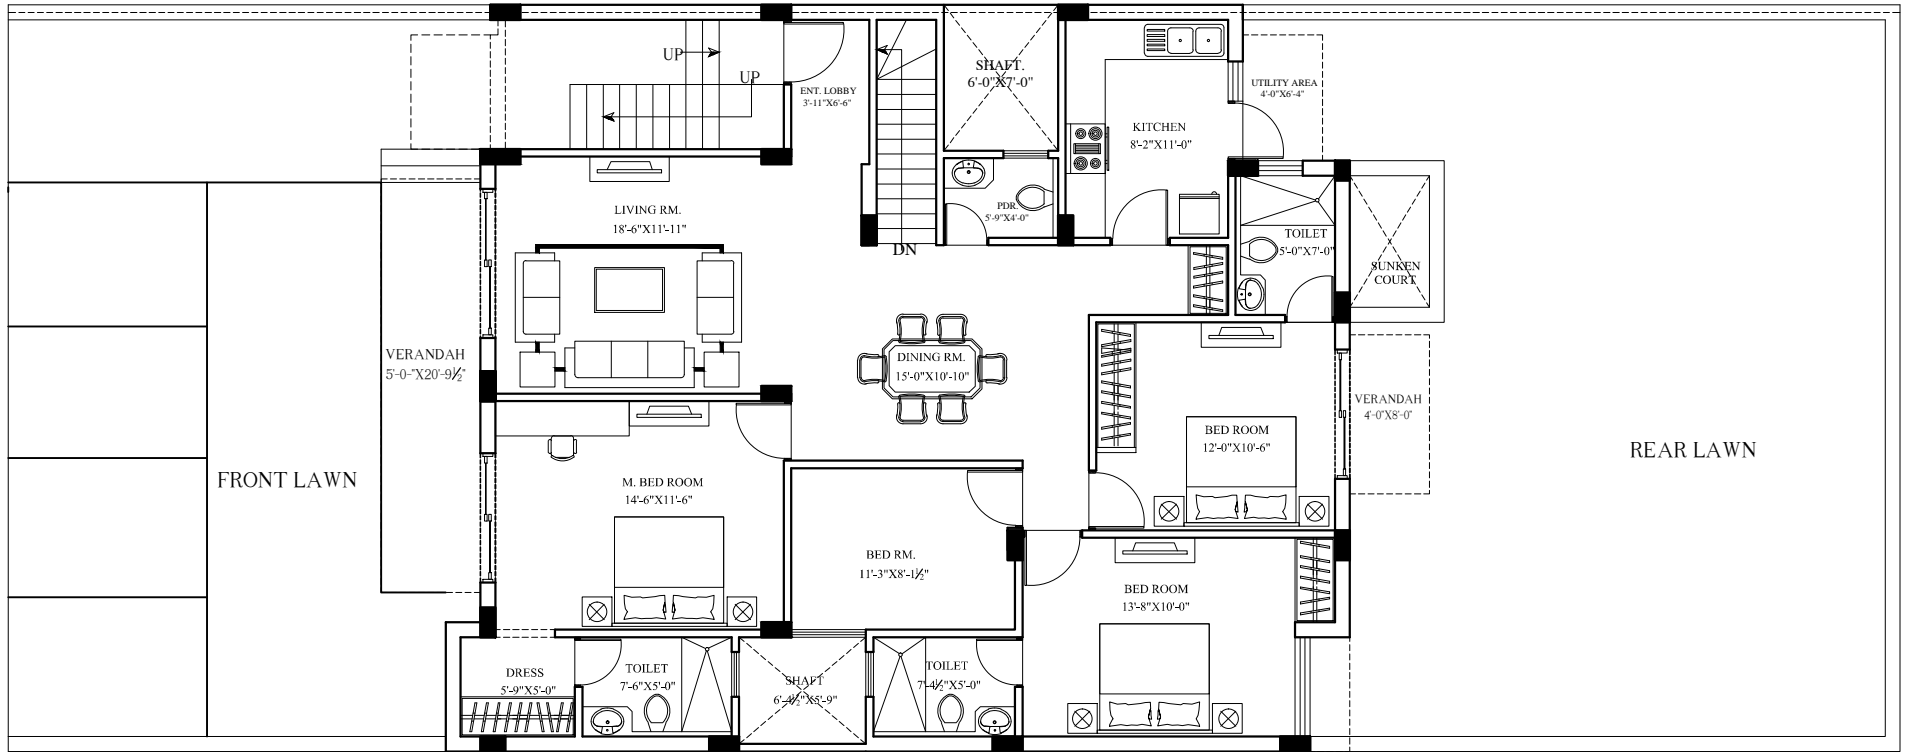 UP
UP
ENT. LOBBY
3'-11"X6'-6"
SHAFT.
6'-0"X7'-0"
KITCHEN
8'-2"X11'-0"
UTILITY AREA
4'-0"X6'-4"
LIVING RM.
18'-6"X11'-11"
PDR.
5'-9"X4'-0"
DN
TOILET
5'-0"X7'-0"
SUNKEN
COURT
VERANDAH
5'-0-"X20'-9½"
DINING RM.
15'-0"X10'-10"
BED ROOM
12'-0"X10'-6"
VERANDAH
4'-0"X8'-0"
REAR LAWN
FRONT LAWN
M. BED ROOM
14'-6"X11'-6"
BED RM.
11'-3"X8'-1½"
BED ROOM
13'-8"X10'-0"
DRESS
5'-9"X5'-0"
TOILET
7'-6"X5'-0"
SHAFT
6'-4½"X5'-9"
TOILET
7'-4½"X5'-0"